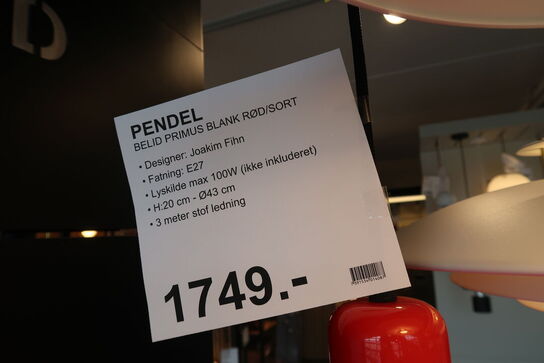 PENDEL
BELID PRIMUS BLANK RØD/SORT
• Designer: Joakim Fihn
• Fatning: E27
• Lyskilde max 100W (ikke inkluderet)
• H:20 cm - Ø43 cm
• 3 meter stof ledning
1749.-